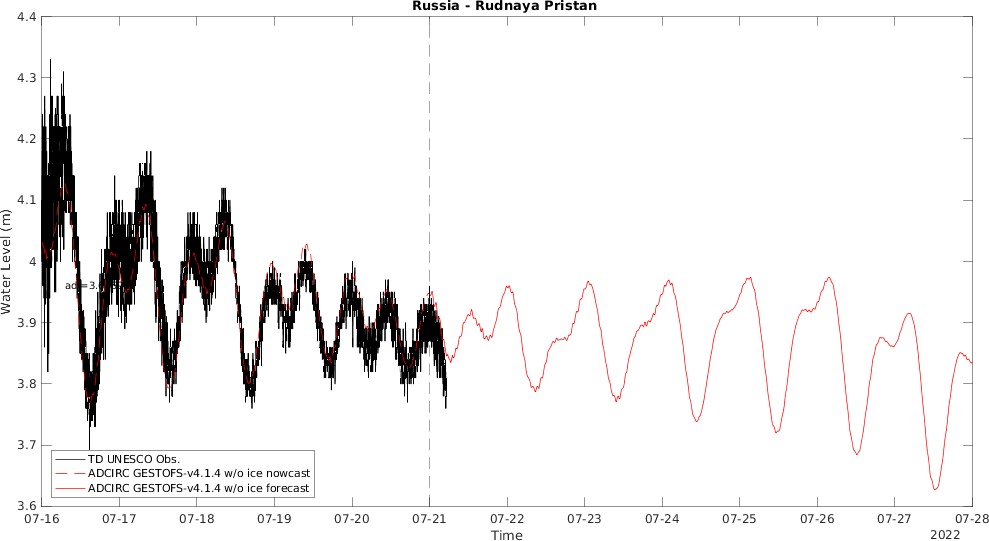 Russia - Rudnaya Pristan
4.4
4.3
4.2
4.1
4
3.9
3.8
3.7
3.6
Water Level (m)
TD UNESCO Obs.
ADCIRC GESTOFS-v4.1.4 w/o ice nowcast
ADCIRC GESTOFS-v4.1.4 w/o ice forecast
07-16 07-17 07-18 07-19 07-20 07-21 07-22 07-23 07-24 07-25 07-26 07-27 07-28
Time
2022